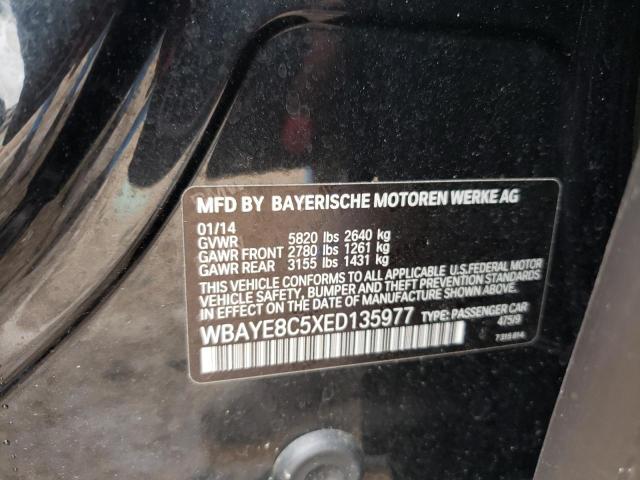 MFD BY BAYERISCHE MOTOREN WERKE AG
01/14
GVWR 5820 lbs 2640 kg
GAWR FRONT 2780 lbs 1261 kg
GAWR REAR 3155 lbs 1431 kg
THIS VEHICLE CONFORMS TO ALL APPLICABLE U.S.FEDERAL MOTOR
VEHICLE SAFETY, BUMPER AND THEFT PREVENTION STANDARDS
IN EFFECT ON THE DATE OF MANUFACTURE SHOWN ABOVE.
WBAYE8C5XED135977 TYPE: PASSENGER CAR
475/9
7315814